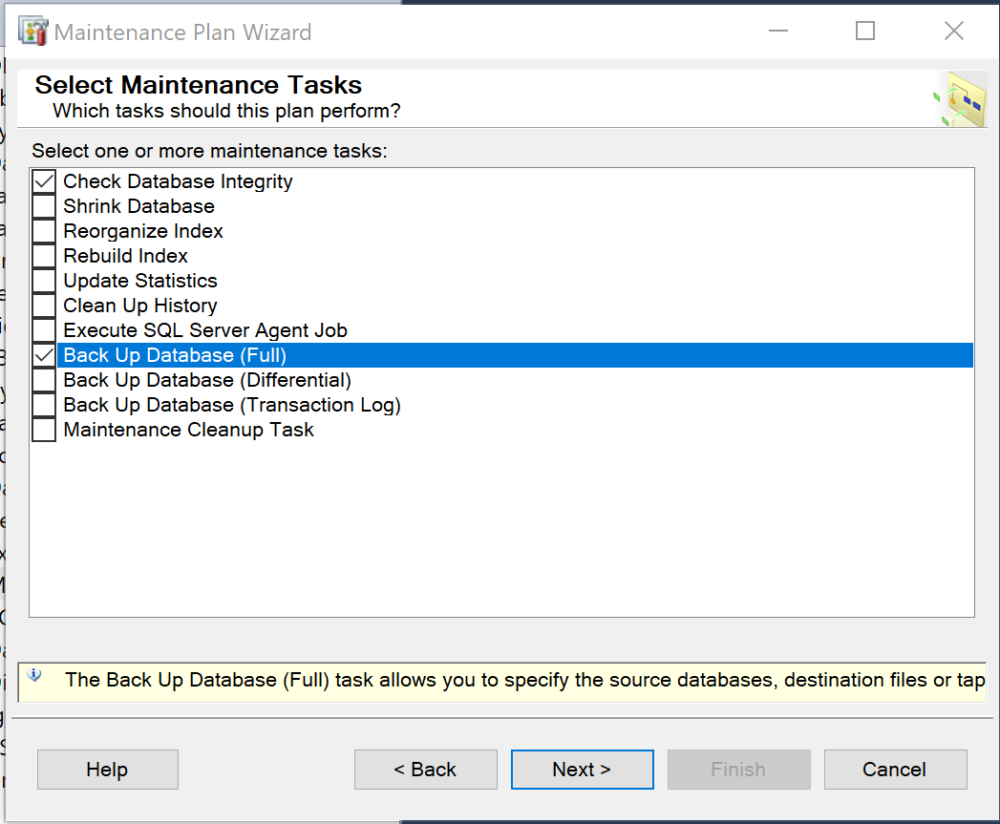 Maintenance Plan Wizard
Select Maintenance Tasks
Which tasks should this plan perform?
Select one or more maintenance tasks:
Check Database Integrity
Shrink Database
Reorganize Index
Rebuild Index
Update Statistics
Clean Up History
Execute SQL Server Agent Job
Back Up Database (Full)
Back Up Database (Differential)
Back Up Database (Transaction Log)
Maintenance Cleanup Task
The Back Up Database (Full) task allows you to specify the source databases, destination files or tap
Help
< Back
Next >
Finish
Cancel